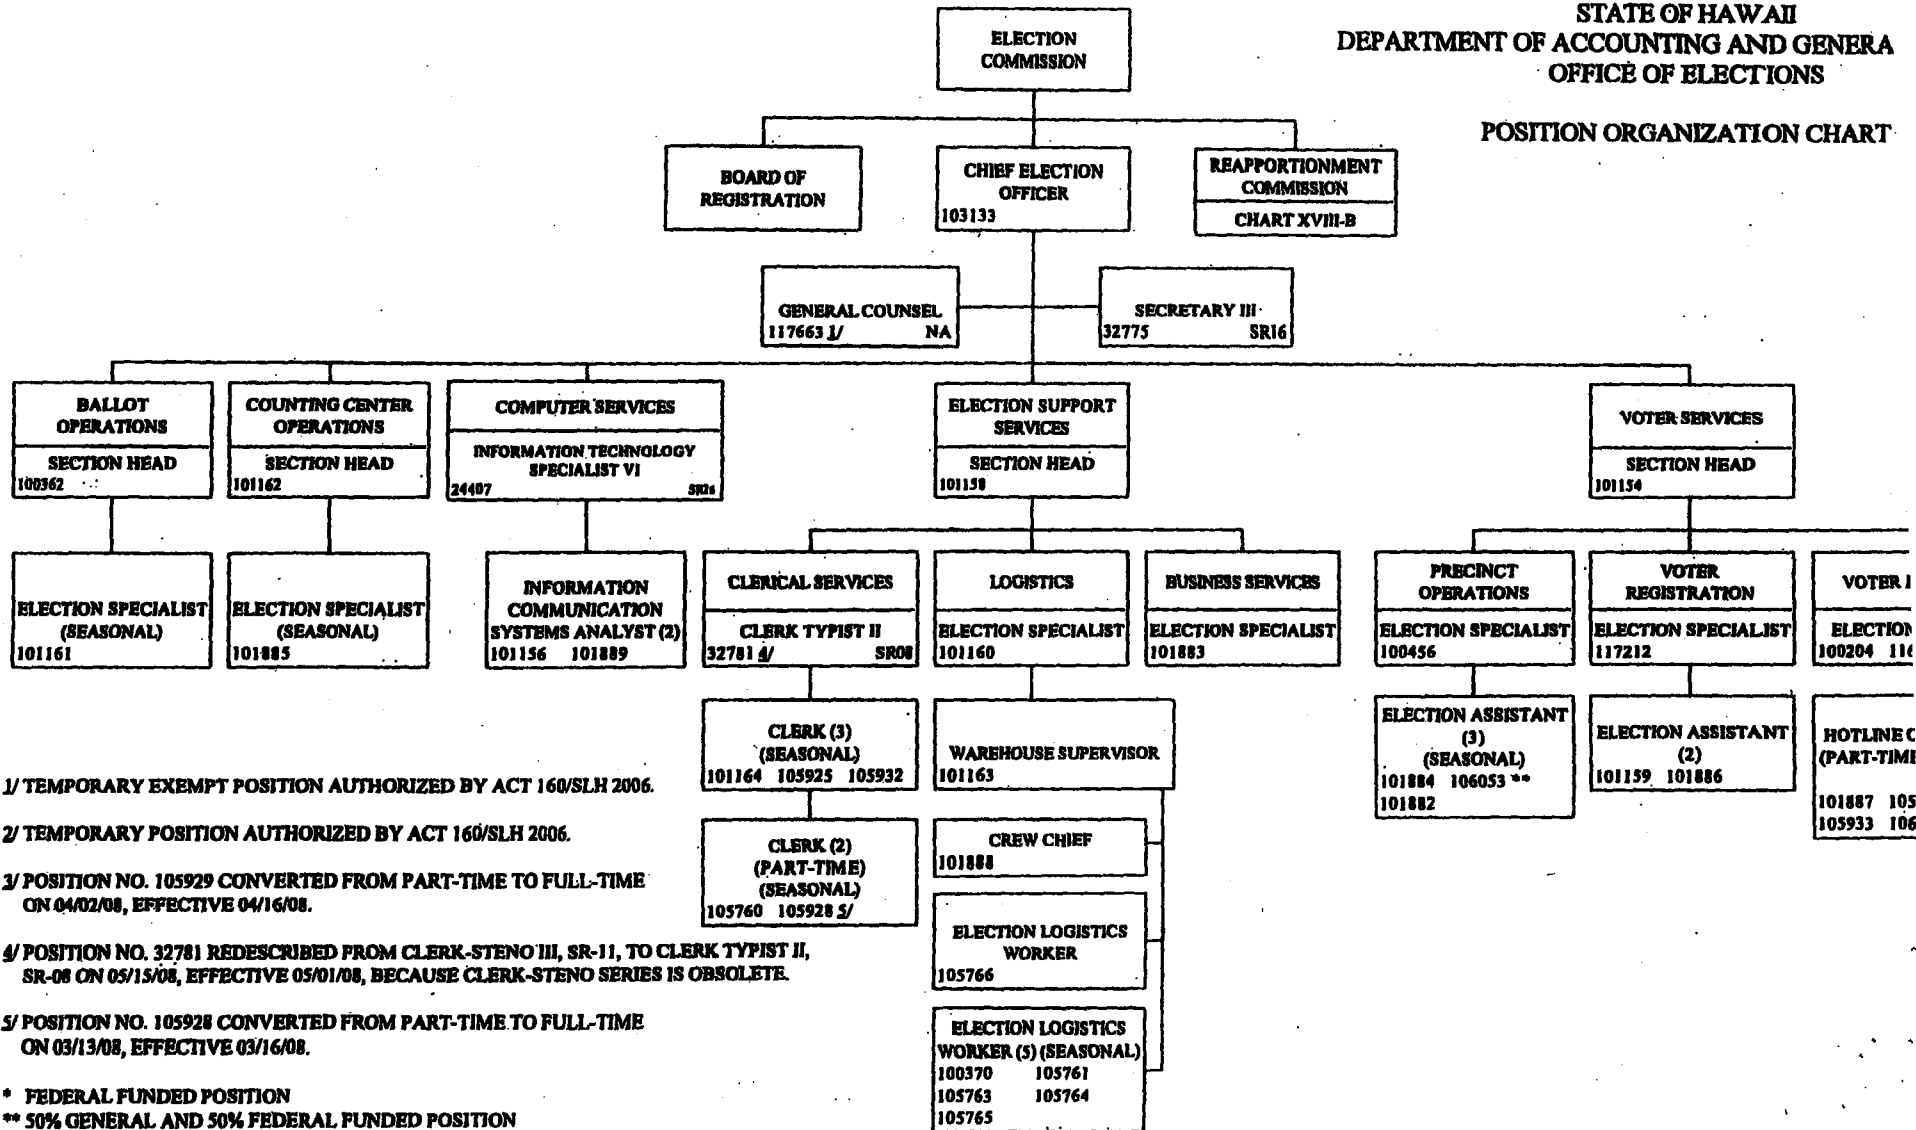 STATE OF HAWAII
DEPARTMENT OF ACCOUNTING AND GENERA
OFFICE OF ELECTIONS
POSITION ORGANIZATION CHART
ELECTION
COMMISSION
BOARD OF
REGISTRATION
CHIEF ELECTION
OFFICER
103133
REAPPORTIONMENT
COMMISSION
CHART XVIII-B
GENERAL COUNSEL
117663 1/ NA
SECRETARY III
32775 SR16
BALLOT
OPERATIONS
SECTION HEAD
100362
COUNTING CENTER
OPERATIONS
SECTION HEAD
101162
COMPUTER SERVICES
INFORMATION TECHNOLOGY
SPECIALIST VI
24407 SR26
ELECTION SUPPORT
SERVICES
SECTION HEAD
101158
VOTER SERVICES
SECTION HEAD
101154
ELECTION SPECIALIST
(SEASONAL)
101161
ELECTION SPECIALIST
(SEASONAL)
101885
INFORMATION
COMMUNICATION
SYSTEMS ANALYST (2)
101156 101889
CLERICAL SERVICES
CLERK TYPIST II
32781 4/ SR08
LOGISTICS
ELECTION SPECIALIST
101160
BUSINESS SERVICES
ELECTION SPECIALIST
101883
PRECINCT
OPERATIONS
ELECTION SPECIALIST
100456
VOTER
REGISTRATION
ELECTION SPECIALIST
117212
VOTER
ELECTION
100204 116
CLERK (3)
(SEASONAL)
101164 105925 105932
WAREHOUSE SUPERVISOR
101163
ELECTION ASSISTANT
(3)
(SEASONAL)
101884 106053 **
101882
ELECTION ASSISTANT
(2)
101159 101886
HOTLINE C
(PART-TIME
101887 105
105933 106
CLERK (2)
(PART-TIME)
(SEASONAL)
105760 105928 5/
CREW CHIEF
101888
ELECTION LOGISTICS
WORKER
105766
ELECTION LOGISTICS
WORKER (5) (SEASONAL)
100370 105761
105763 105764
105765
1/ TEMPORARY EXEMPT POSITION AUTHORIZED BY ACT 160/SLH 2006.
2/ TEMPORARY POSITION AUTHORIZED BY ACT 160/SLH 2006.
3/ POSITION NO. 105929 CONVERTED FROM PART-TIME TO FULL-TIME
ON 04/02/08, EFFECTIVE 04/16/08.
4/ POSITION NO. 32781 REDESCRIBED FROM CLERK-STENO III, SR-11, TO CLERK TYPIST II,
SR-08 ON 05/15/08, EFFECTIVE 05/01/08, BECAUSE CLERK-STENO SERIES IS OBSOLETE.
5/ POSITION NO. 105928 CONVERTED FROM PART-TIME TO FULL-TIME
ON 03/13/08, EFFECTIVE 03/16/08.
* FEDERAL FUNDED POSITION
** 50% GENERAL AND 50% FEDERAL FUNDED POSITION